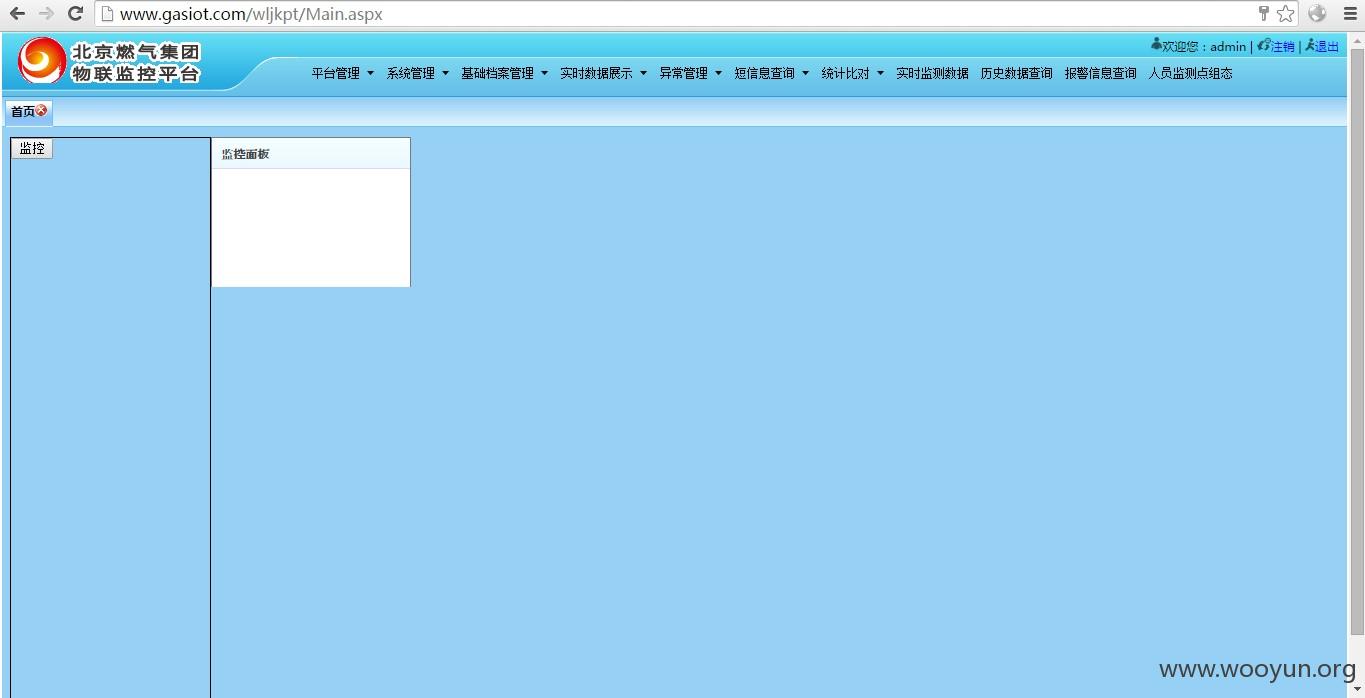 www.gasiot.com/wljkpt/Main.aspx
北京燃气集团
物联监控平台
欢迎您：admin | 注销 | 退出
平台管理 系统管理 基础档案管理 实时数据展示 异常管理 短信息查询 统计比对 实时监测数据 历史数据查询 报警信息查询 人员监测点组态
首页
监控
监控面板
www.wooyun.org